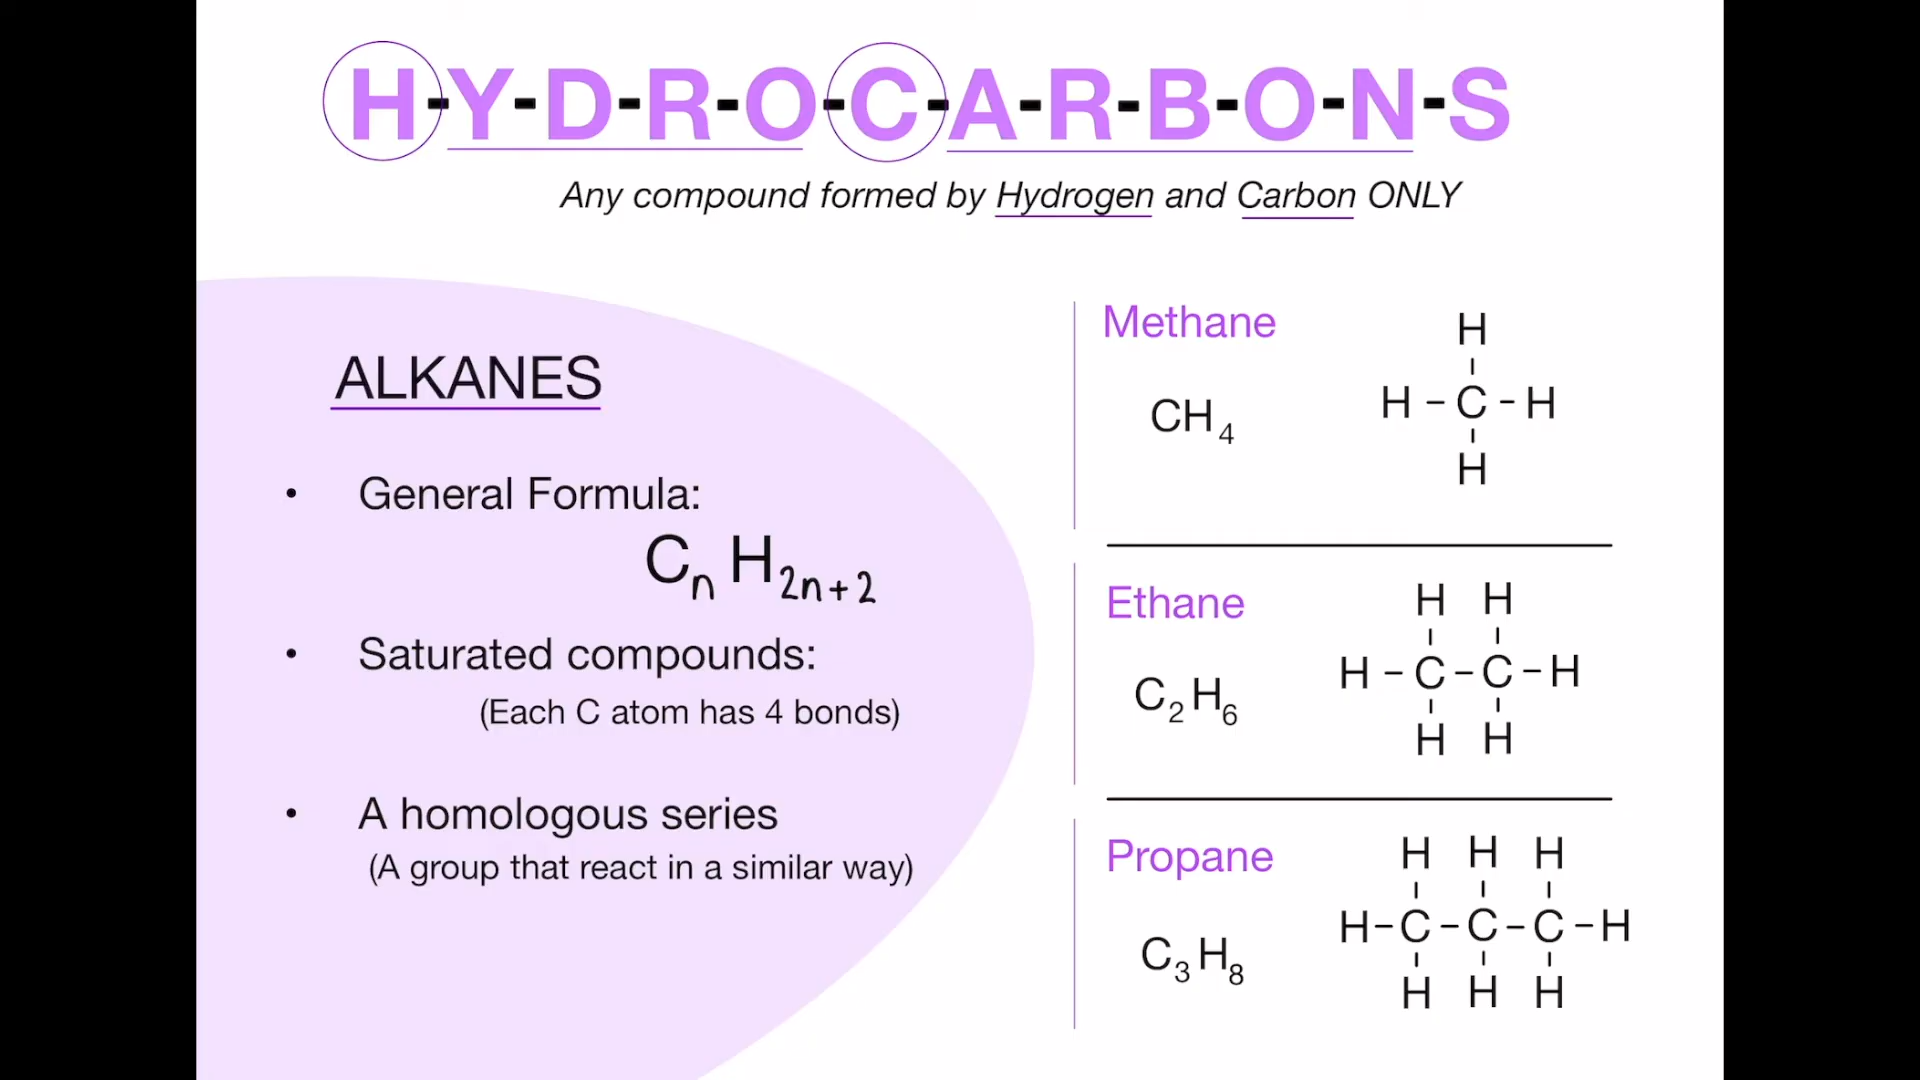 H-Y-D-R-O-C-A-R-B-O-N-S
Any compound formed by Hydrogen and Carbon ONLY
ALKANES
• General Formula:
CnH2n+2
• Saturated compounds:
(Each C atom has 4 bonds)
• A homologous series
(A group that react in a similar way)
Methane
CH4
H
H-C-H
H
Ethane
C2H6
H H
H-C-C-H
H H
Propane
C3H8
H H H
H-C-C-C-H
H H H